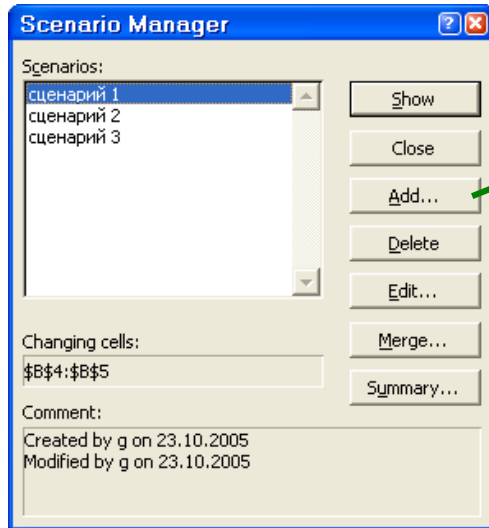 Scenario Manager
Scenarios:
сценарий 1
сценарий 2
сценарий 3
Show
Close
Add...
Delete
Edit...
Merge...
Summary...
Changing cells:
$B$4:$B$5
Comment:
Created by g on 23.10.2005
Modified by g on 23.10.2005